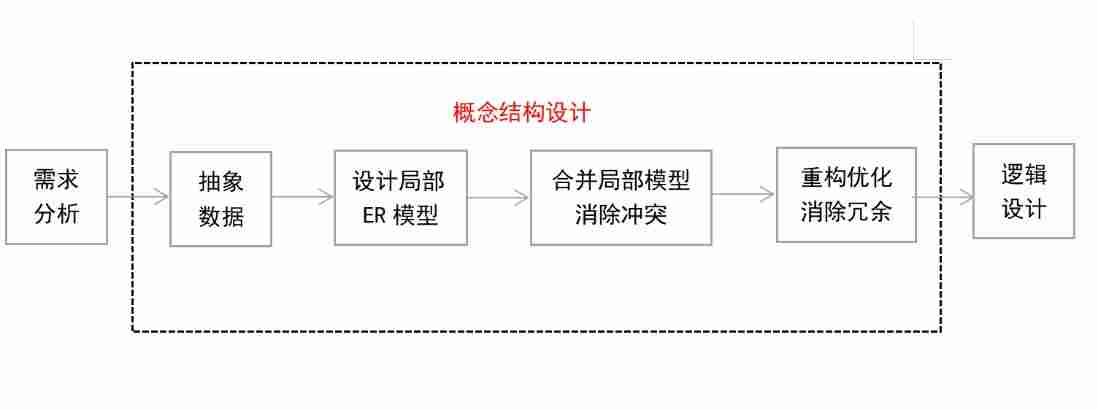 概念结构设计
需求
分析
抽象
数据
设计局部
ER 模型
合并局部模型
消除冲突
重构优化
消除冗余
逻辑
设计